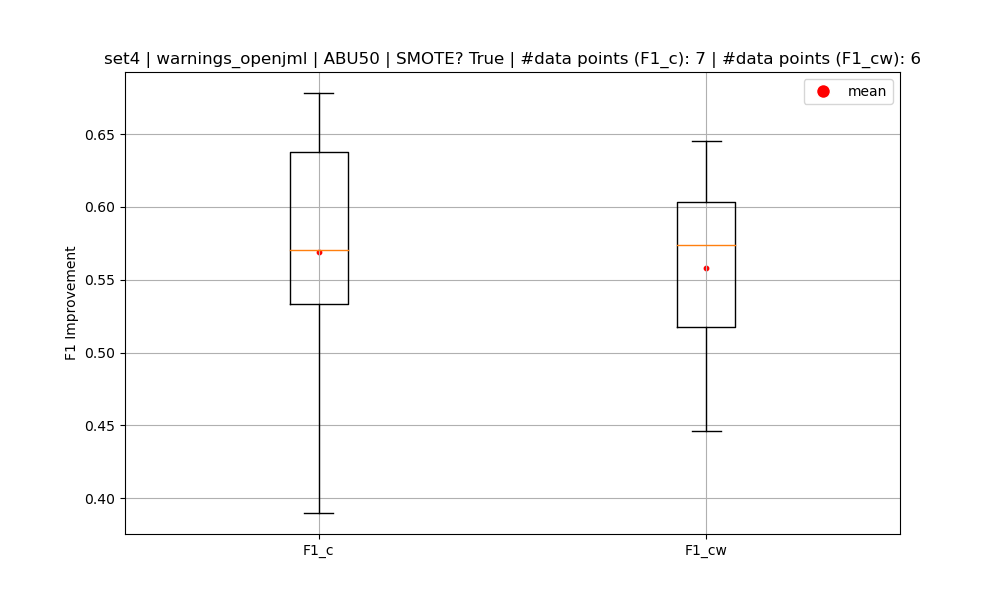 set4 | warnings_openjml | ABU50 | SMOTE? True | #data points (F1_c): 7 | #data points (F1_cw): 6
mean
F1 Improvement
0.65
0.60
0.55
0.50
0.45
0.40
F1_c
F1_cw